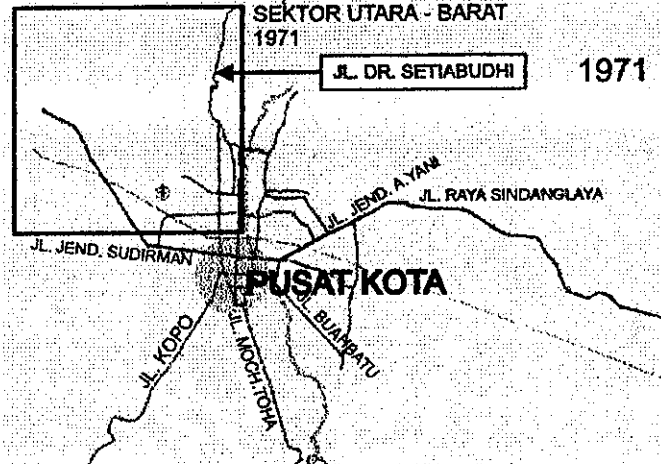 SEKTOR UTARA - BARAT
1971
JL. DR. SETIABUDHI
1971
JL. JEND. A.YANI
JL. RAYA SINDANGLAYA
JL. JEND. SUDIRMAN
PUSAT KOTA
JL. BUAHBATU
JL. KOPO
JL. MOCH.TOHA